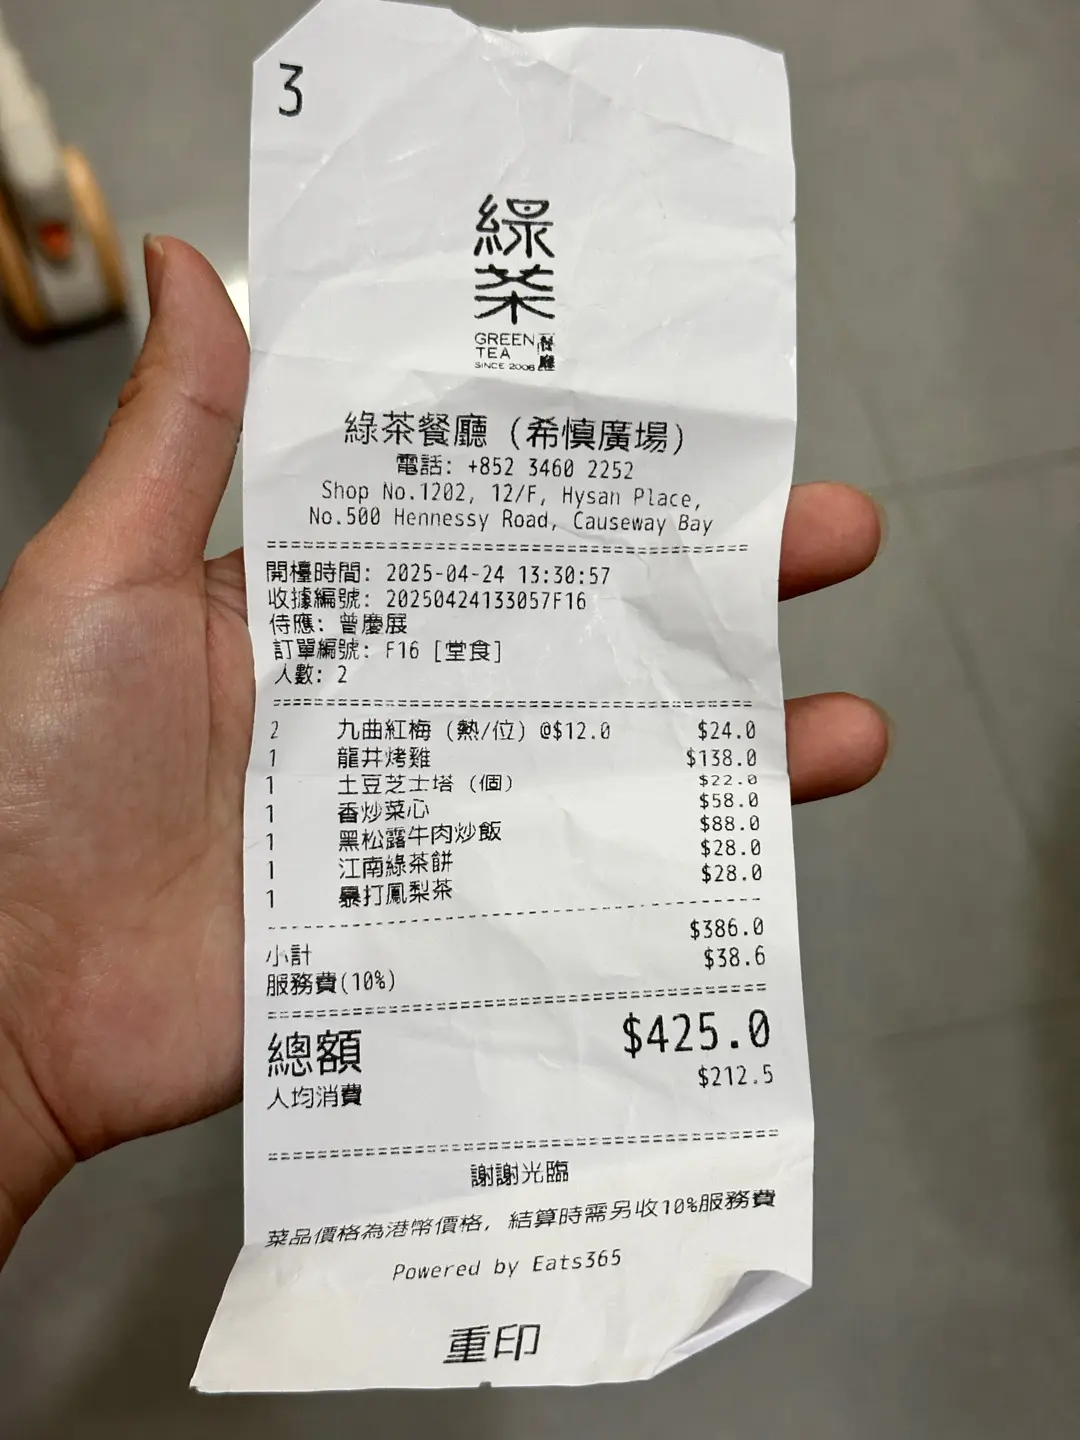 3
綠茶
GREEN TEA 餐廳
SINCE 2008
綠茶餐廳 (希慎廣場)
電話: +852 3460 2252
Shop No.1202, 12/F, Hysan Place,
No.500 Hennessy Road, Causeway Bay
開檯時間: 2025-04-24 13:30:57
收據編號: 20250424133057F16
侍應: 曾慶展
訂單編號: F16 [堂食]
人數: 2
2 九曲紅梅 (熱/位) @$12.0 $24.0
1 龍井烤雞 $138.0
1 土豆芝士塔 (個) $22.0
1 香炒菜心 $58.0
1 黑松露牛肉炒飯 $88.0
1 江南綠茶餅 $28.0
1 暴打鳳梨茶 $28.0
小計 $386.0
服務費(10%) $38.6
總額 $425.0
人均消費 $212.5
謝謝光臨
菜品價格為港幣價格, 結算時需另收10%服務費
Powered by Eats365
重印